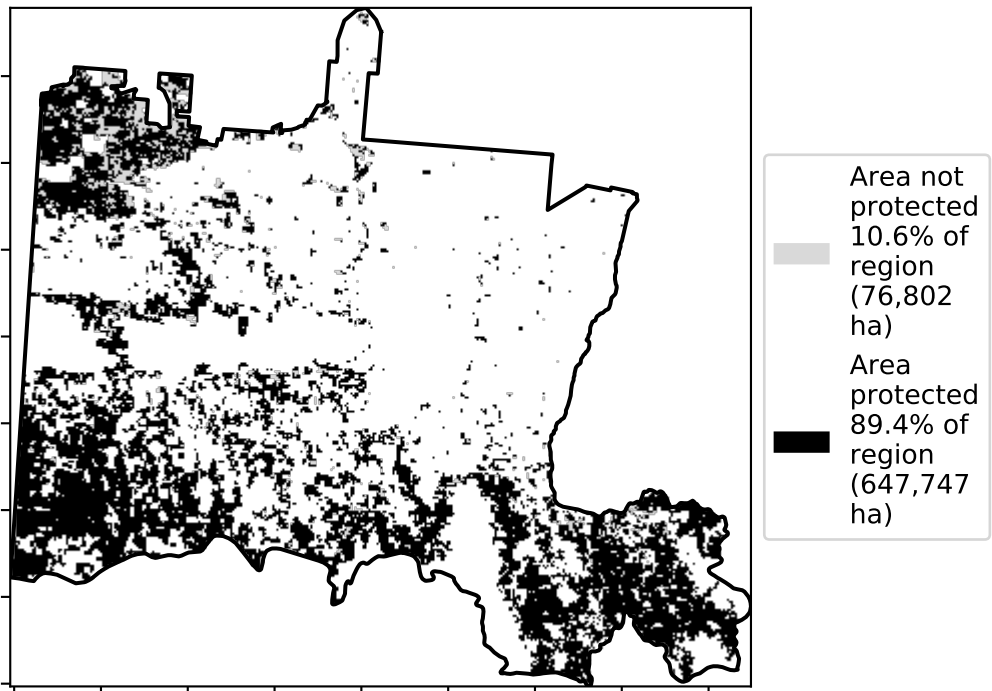 Area not
protected
10.6% of
region
(76,802
ha)
Area
protected
89.4% of
region
(647,747
ha)